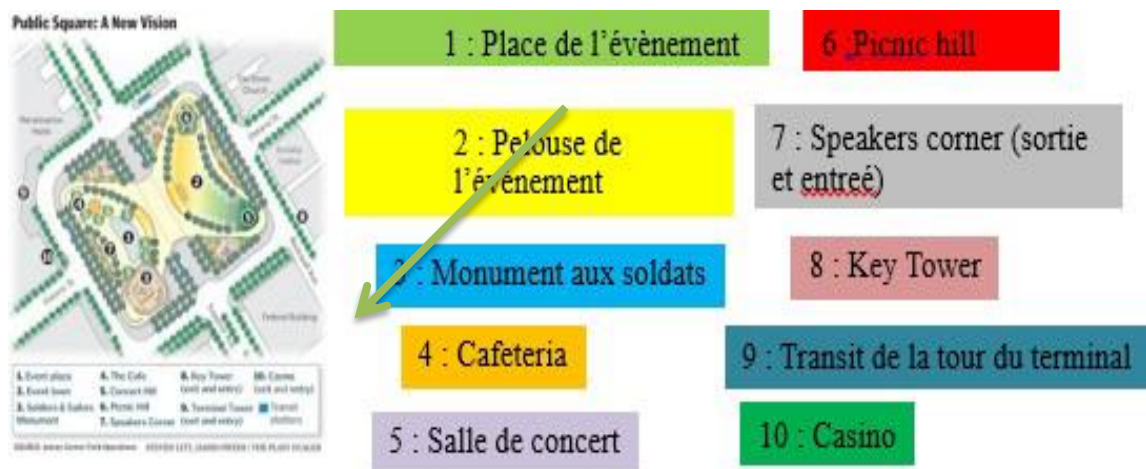 Public Square: A New Vision
1 : Place de l'évènement
6 Picnic hill
2 : Pelouse de
l'évènement
7 : Speakers corner (sortie
et entreé)
3 : Monument aux soldats
8 : Key Tower
4 : Cafeteria
9 : Transit de la tour du terminal
5 : Salle de concert
10 : Casino
Federal Building
1. Event place
2. Event lawn
3. Soldiers & Sailors
Monument
4. The Cafe
5. Concert Hill
6. Picnic Hill
7. Speakers Corner
8. Key Tower
(exit and entry)
9. Terminal Tower
(exit and entry)
10. Casino
(exit and entry)
Transit
stations